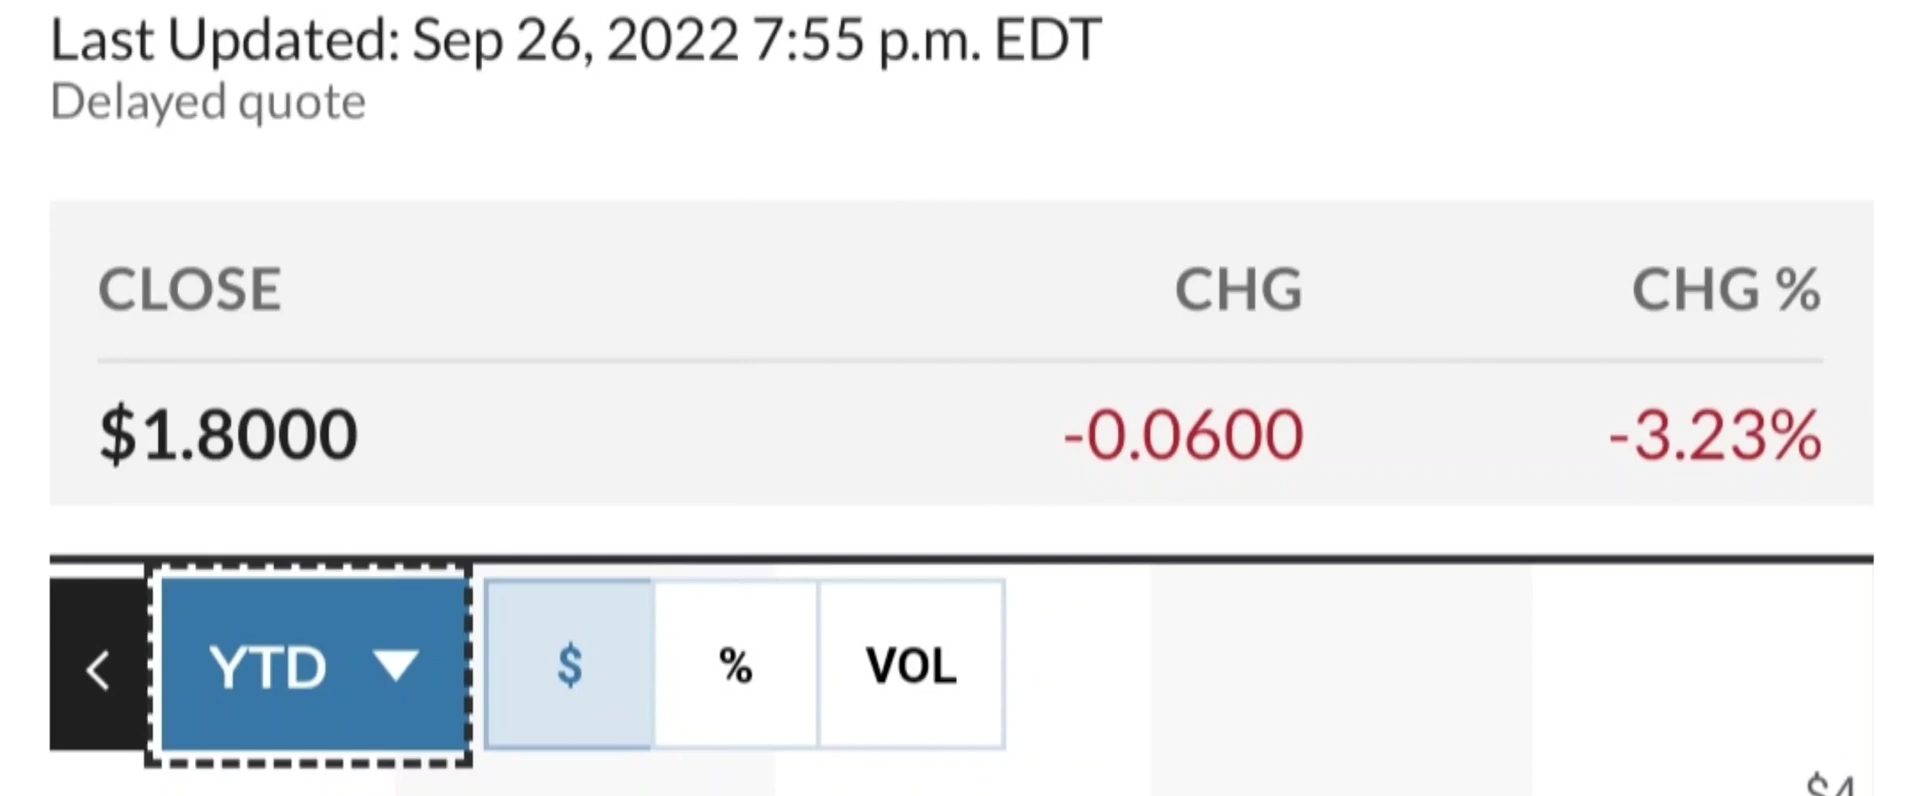 Last Updated: Sep 26, 2022 7:55 p.m. EDT
Delayed quote
CLOSE CHG CHG %
$1.8000 -0.0600 -3.23%
< YTD ▼ $ % VOL
$4